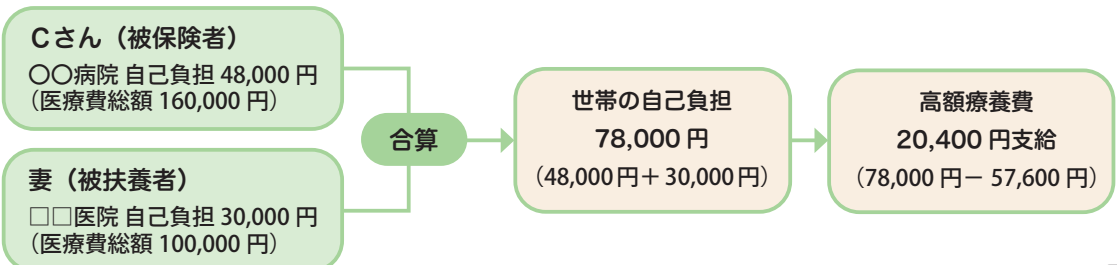 Cさん（被保険者）
〇〇病院 自己負担 48,000 円
（医療費総額 160,000 円）
妻（被扶養者）
□□医院 自己負担 30,000 円
（医療費総額 100,000 円）
合算
世帯の自己負担
78,000 円
（48,000円＋ 30,000円）
高額療養費
20,400 円支給
（78,000 円－ 57,600 円）